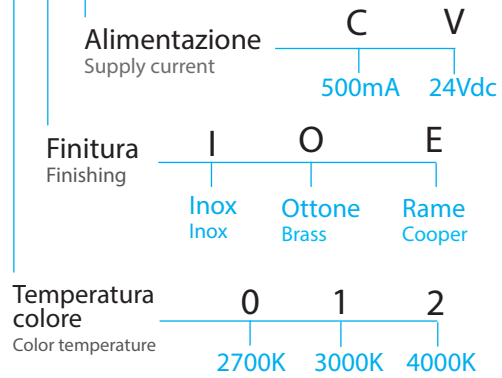 Alimentazione C V
Supply current
500mA 24Vdc
Finitura I O E
Finishing
Inox Ottone Rame
Inox Brass Cooper
Temperatura
colore 0 1 2
Color temperature
2700K 3000K 4000K